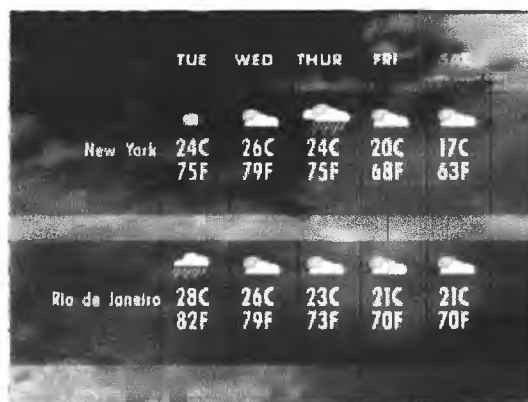 TUE WED THUR FRI SAT
New York 24C 26C 24C 20C 17C
75F 79F 75F 68F 63F
Rio de Janeiro 28C 26C 23C 21C 21C
82F 79F 73F 70F 70F